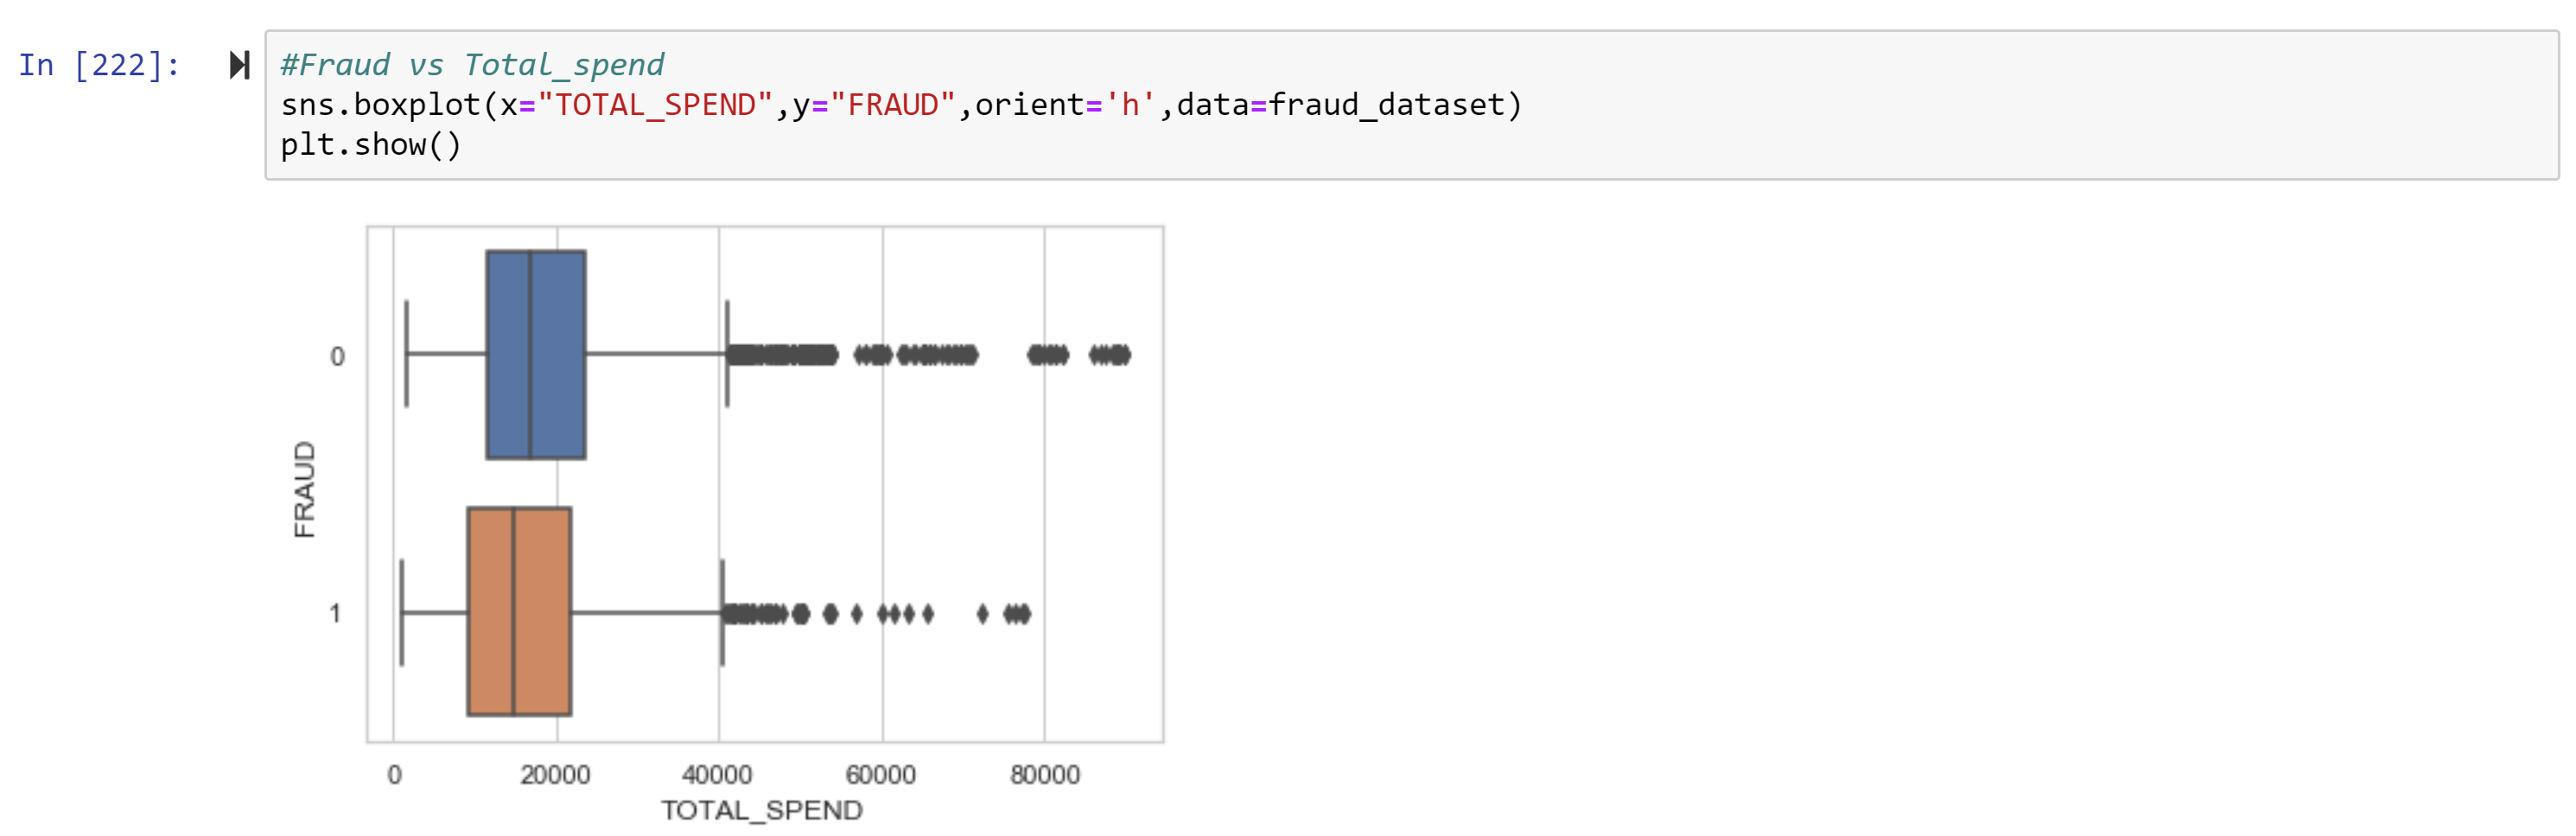 In [222]:
#Fraud vs Total_spend
sns.boxplot(x="TOTAL_SPEND",y="FRAUD",orient='h',data=fraud_dataset)
plt.show()
0
FRAUD
1
0 20000 40000 60000 80000
TOTAL_SPEND